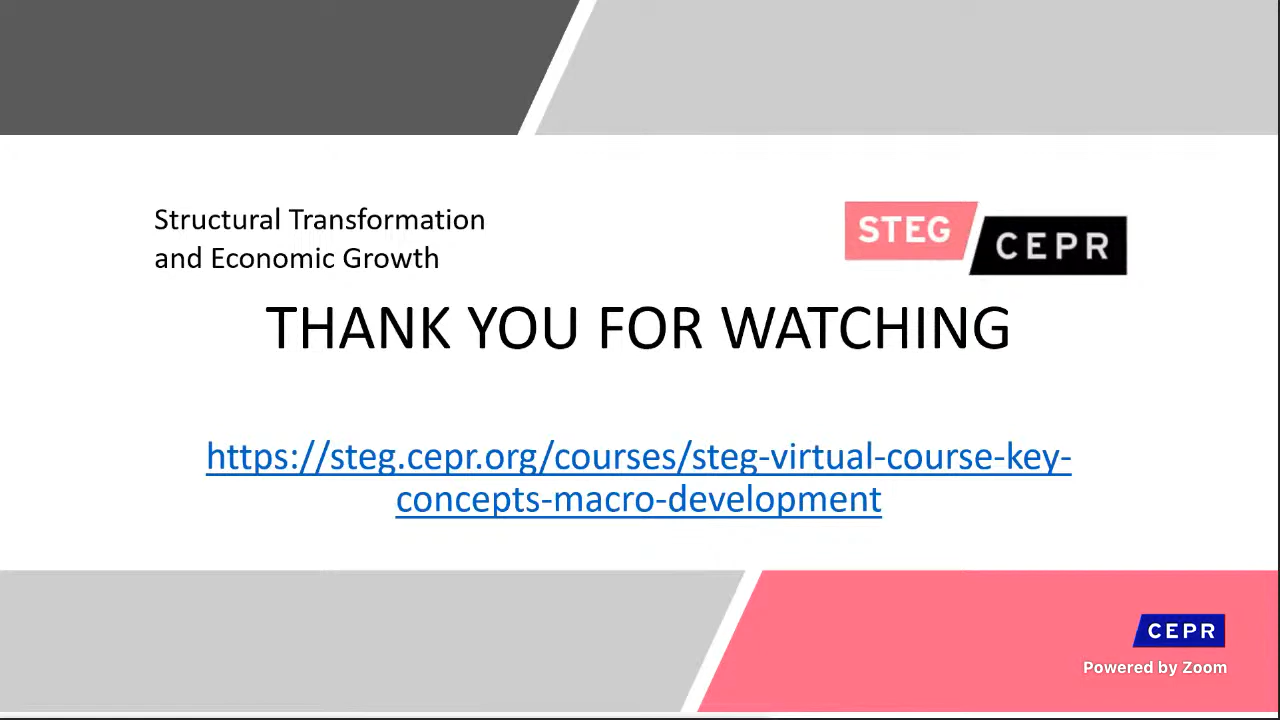 Structural Transformation
and Economic Growth
STEG
CEPR
THANK YOU FOR WATCHING
https://steg.cepr.org/courses/steg-virtual-course-key-
concepts-macro-development
CEPR
Powered by Zoom